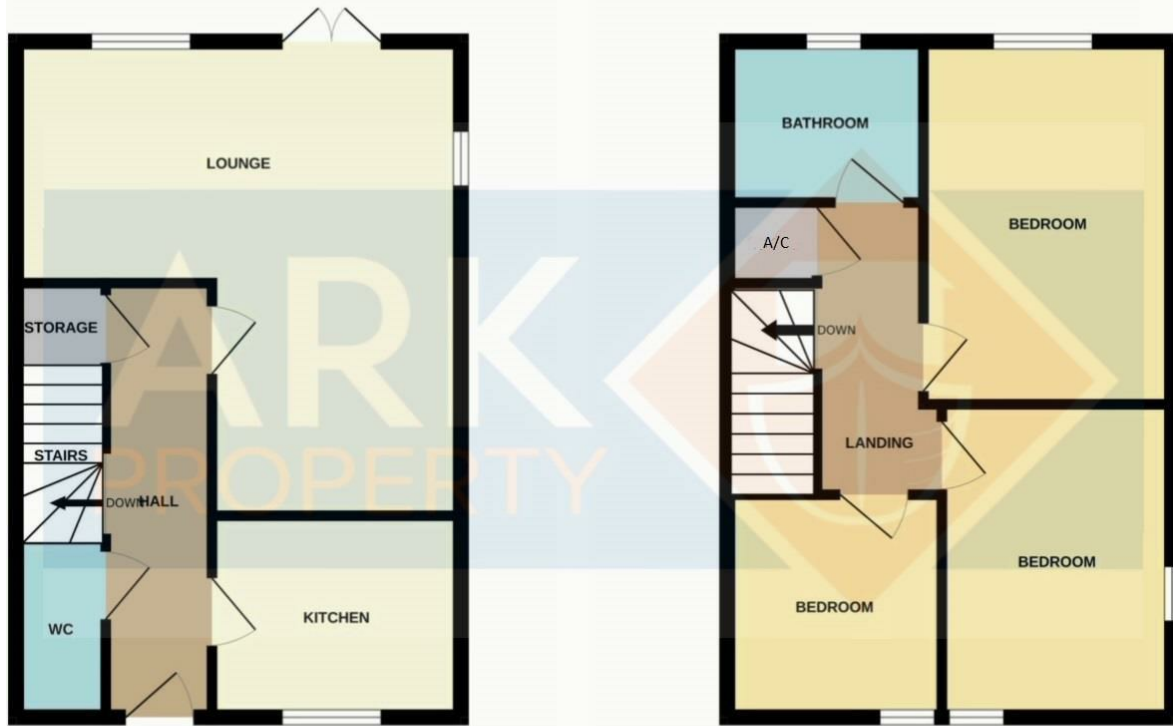 LOUNGE
STORAGE
STAIRS
DOWN
HALL
WC
KITCHEN
BATHROOM
A/C
BEDROOM
DOWN
LANDING
BEDROOM
BEDROOM
ARK
PROPERTY